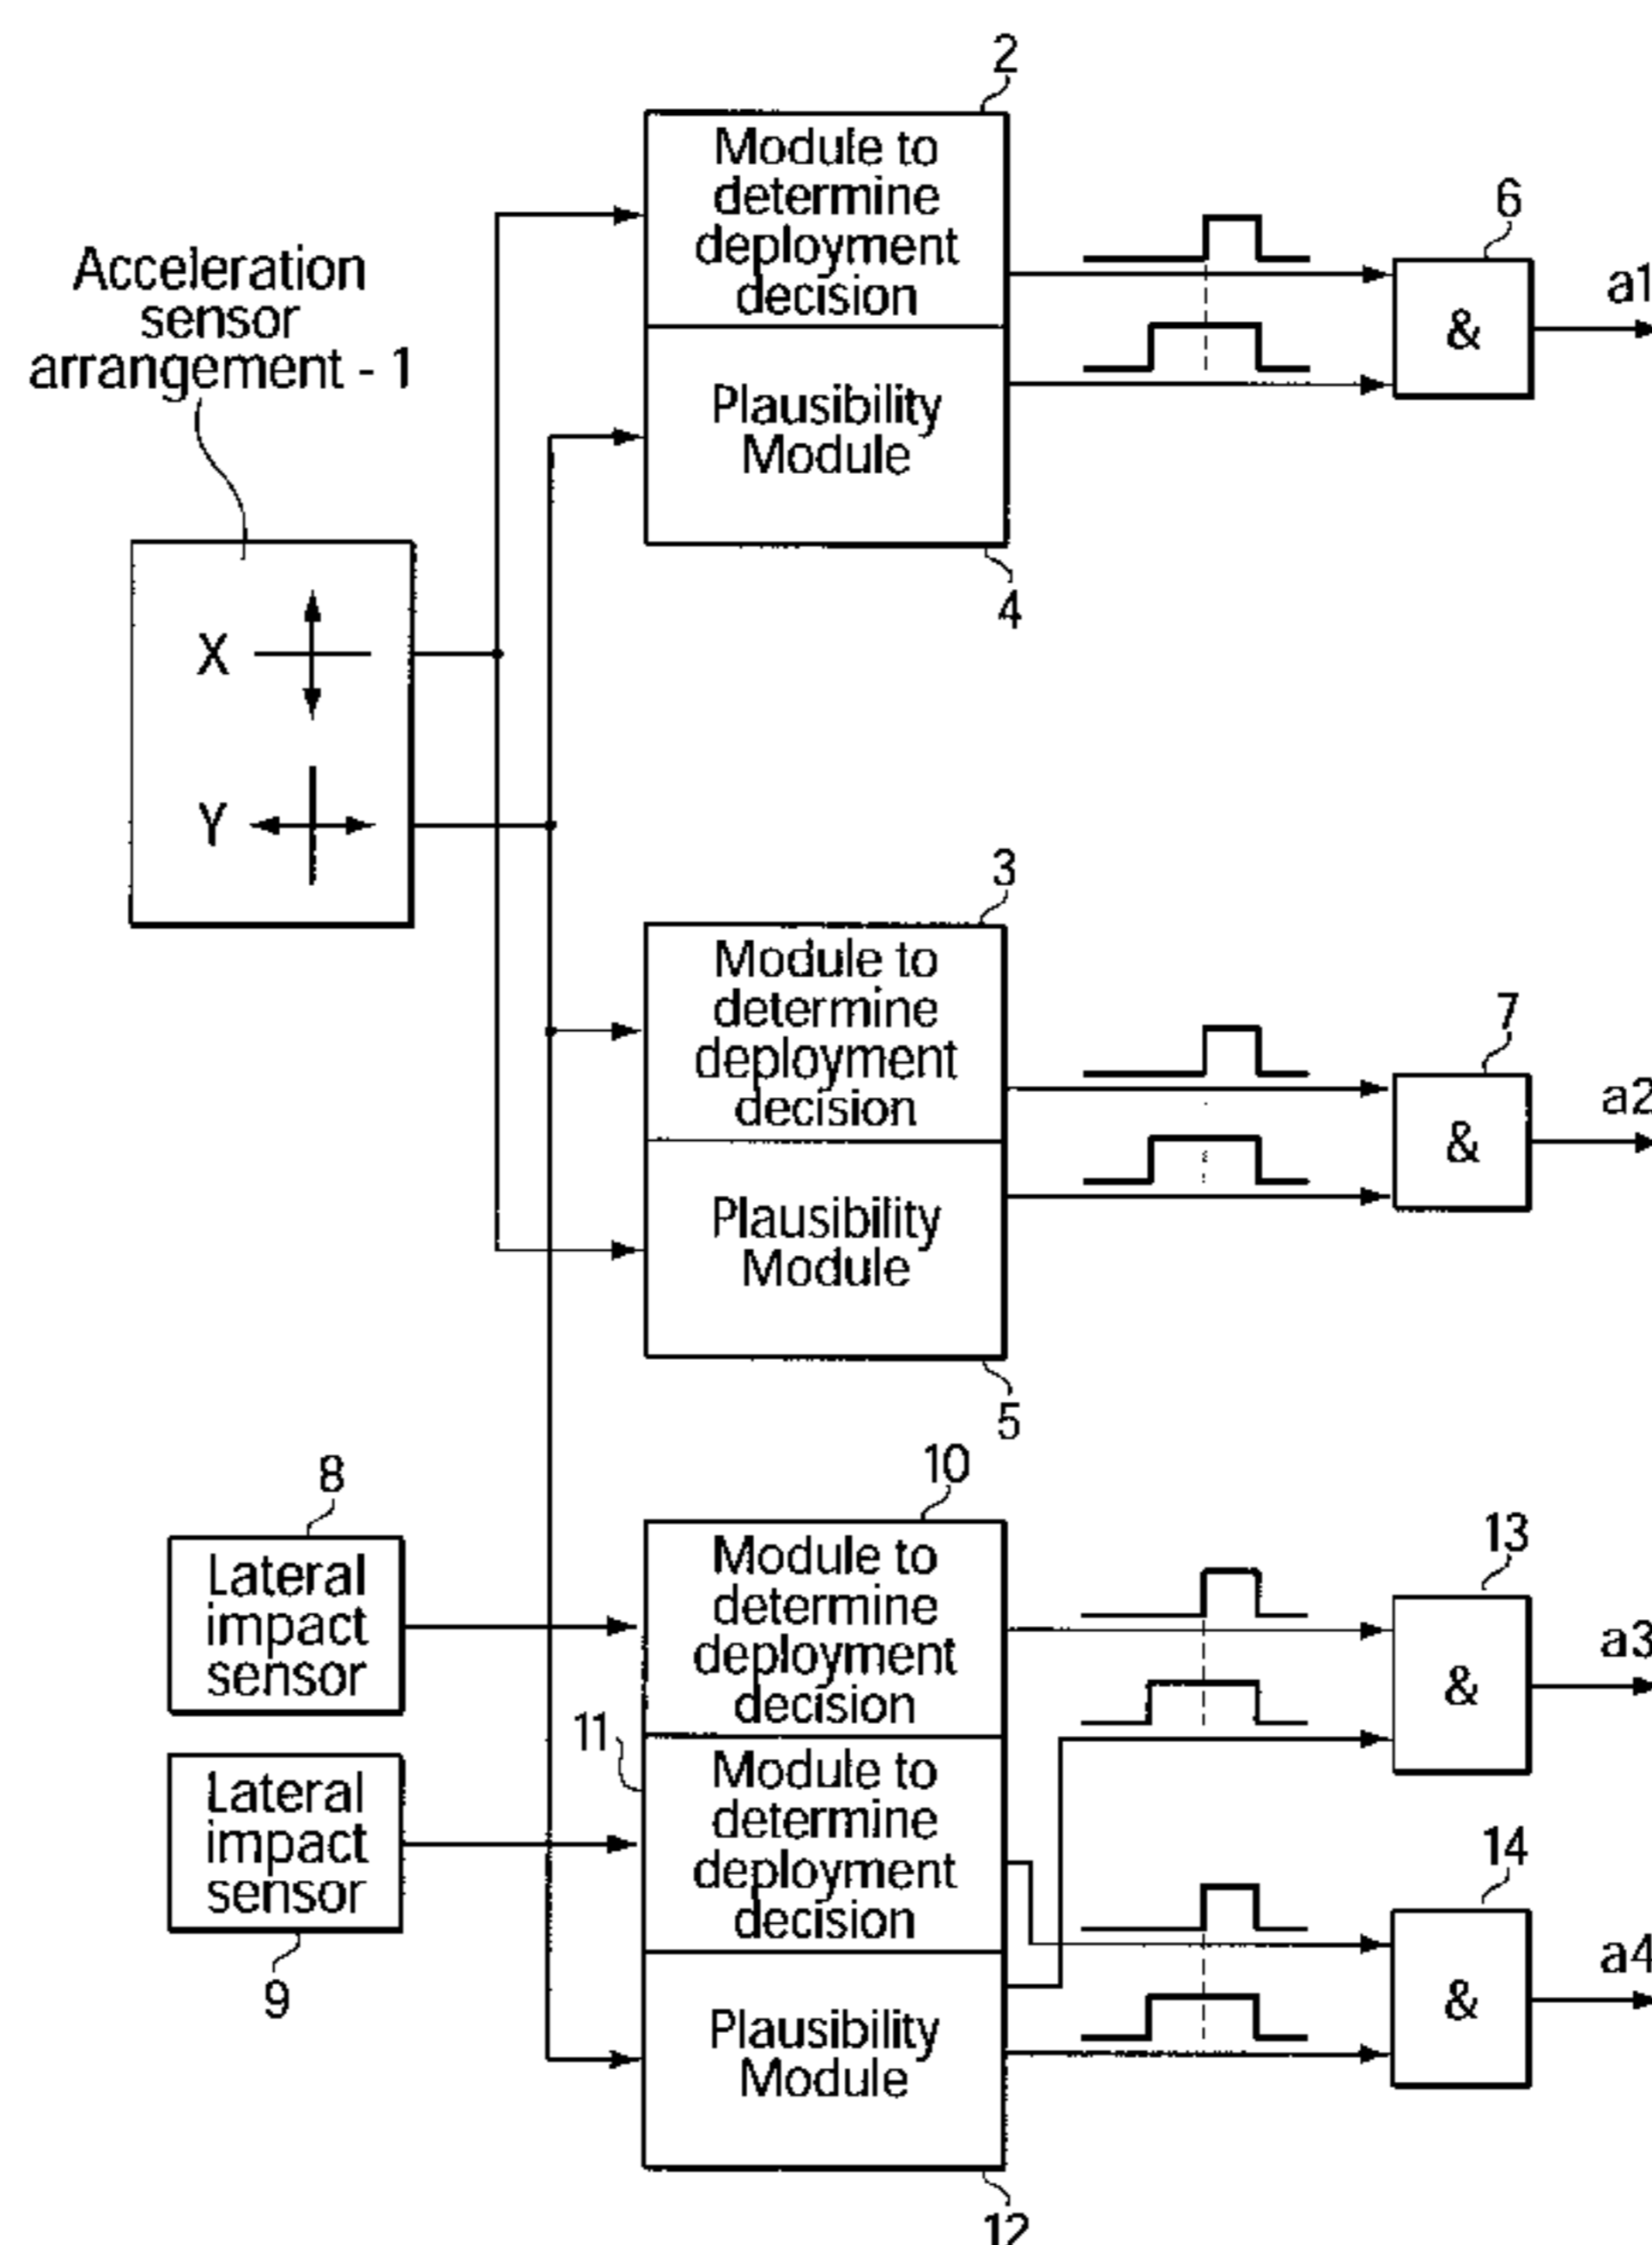 2
Module to
determine
deployment
decision
6
Acceleration
sensor
arrangement - 1
a1
&
Plausibility
Module
4
X
Y
3
Module to
determine
deployment
decision
7
a2
&
Plausibility
Module
5
8
10
Lateral
impact
sensor
Module to
determine
deployment
decision
13
a3
&
11
Lateral
impact
sensor
Module to
determine
deployment
decision
14
9
a4
&
Plausibility
Module
12